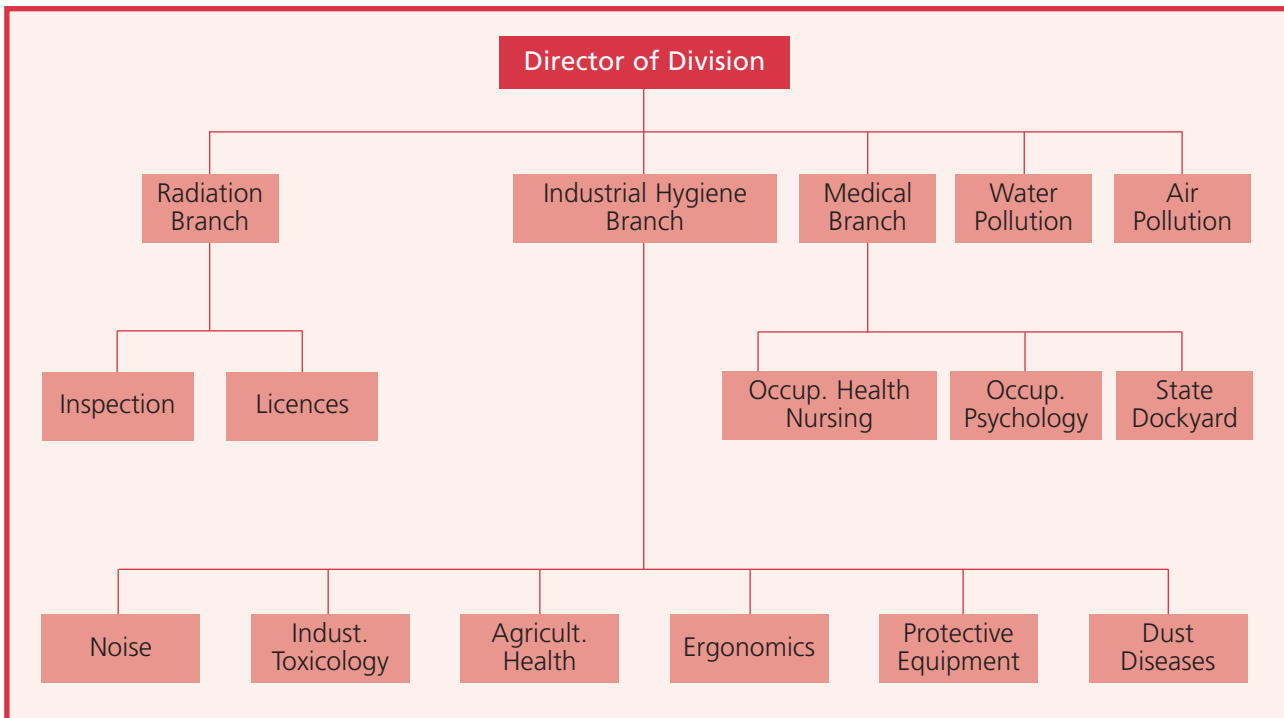 Director of Division
Radiation
Branch
Industrial Hygiene
Branch
Medical
Branch
Water
Pollution
Air
Pollution
Inspection
Licences
Occup. Health
Nursing
Occup.
Psychology
State
Dockyard
Noise
Indust.
Toxicology
Agricult.
Health
Ergonomics
Protective
Equipment
Dust
Diseases